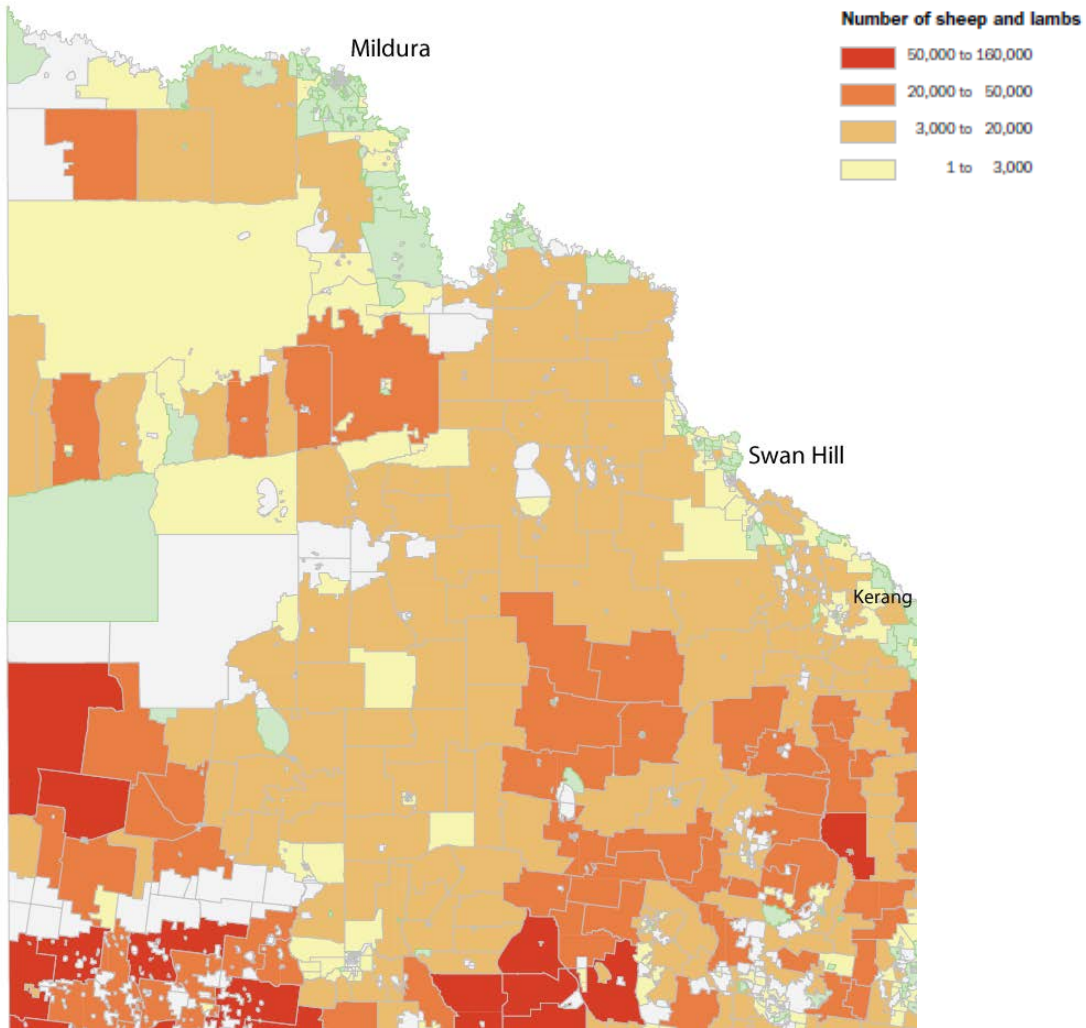 Mildura
Number of sheep and lambs
50,000 to 160,000
20,000 to 50,000
3,000 to 20,000
1 to 3,000
Swan Hill
Kerang